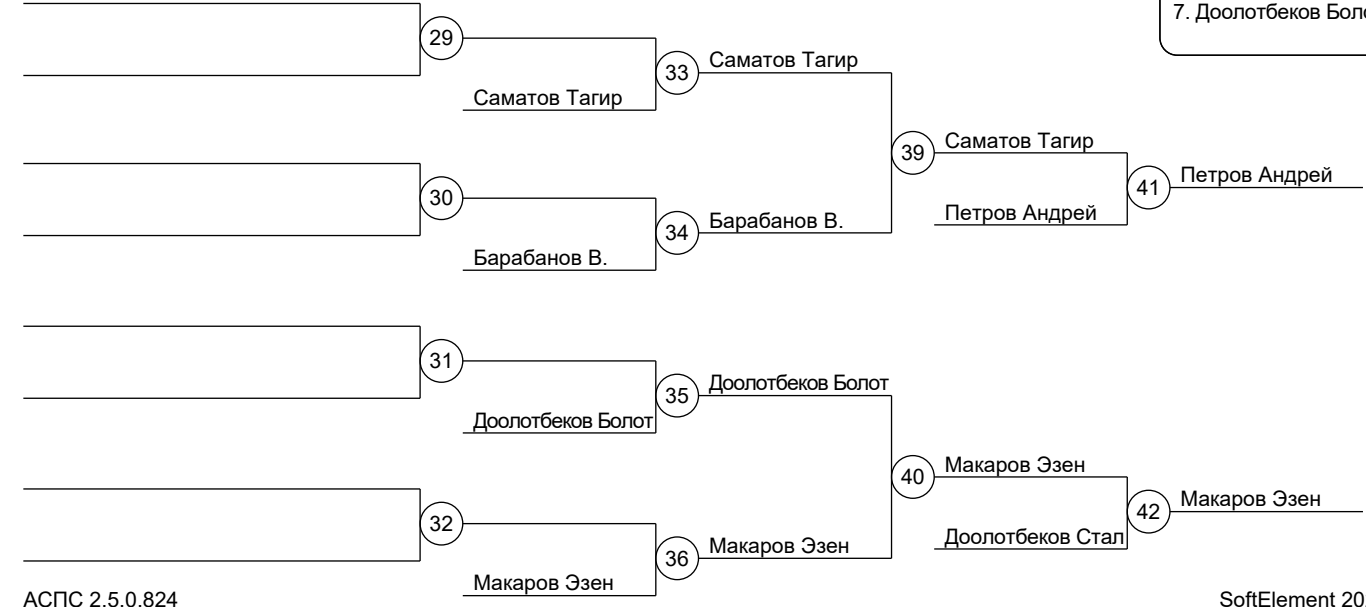 7. Доолотбеков Боло
29
Саматов Тагир
33
Саматов Тагир
30
Барабанов В.
34
Барабанов В.
39
Саматов Тагир
Петров Андрей
41
Петров Андрей
31
Доолотбеков Болот
35
Доолотбеков Болот
32
Макаров Эзен
36
Макаров Эзен
40
Макаров Эзен
Доолотбеков Стал
42
Макаров Эзен
АСПС 2.5.0.824
SoftElement 20